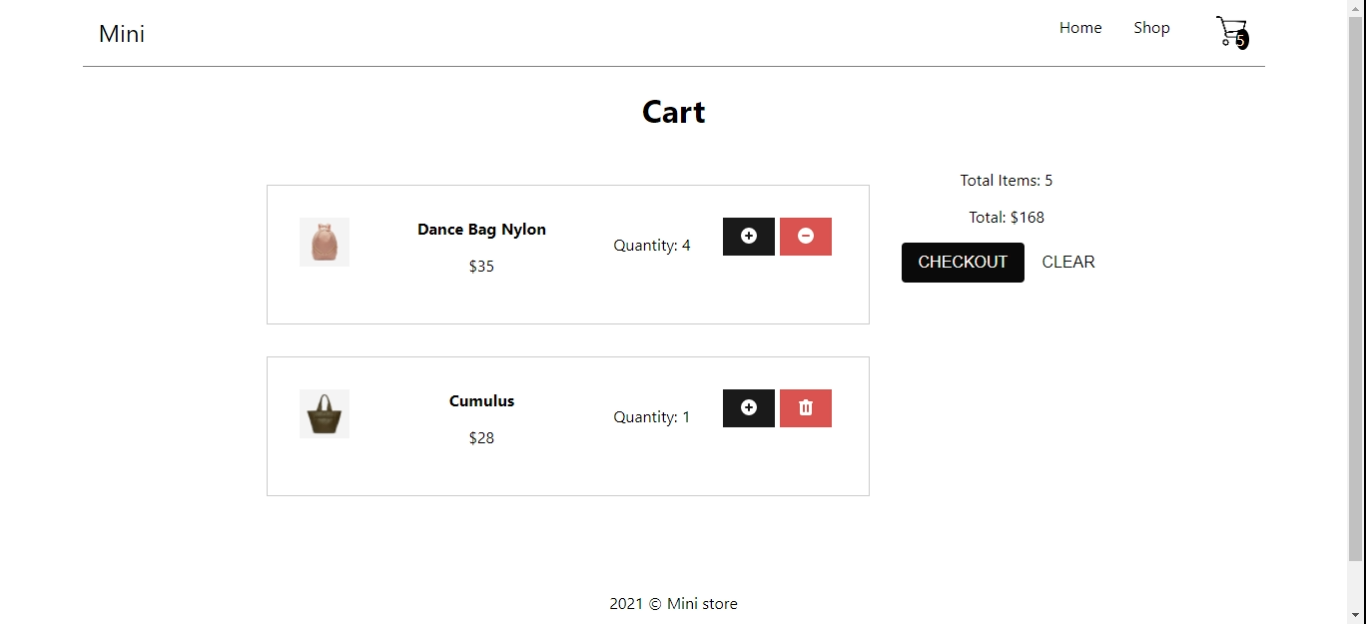 Mini
Home
Shop
5
Cart
Total Items: 5
Total: $168
CHECKOUT
CLEAR
Dance Bag Nylon
$35
Quantity: 4
Cumulus
$28
Quantity: 1
2021 © Mini store